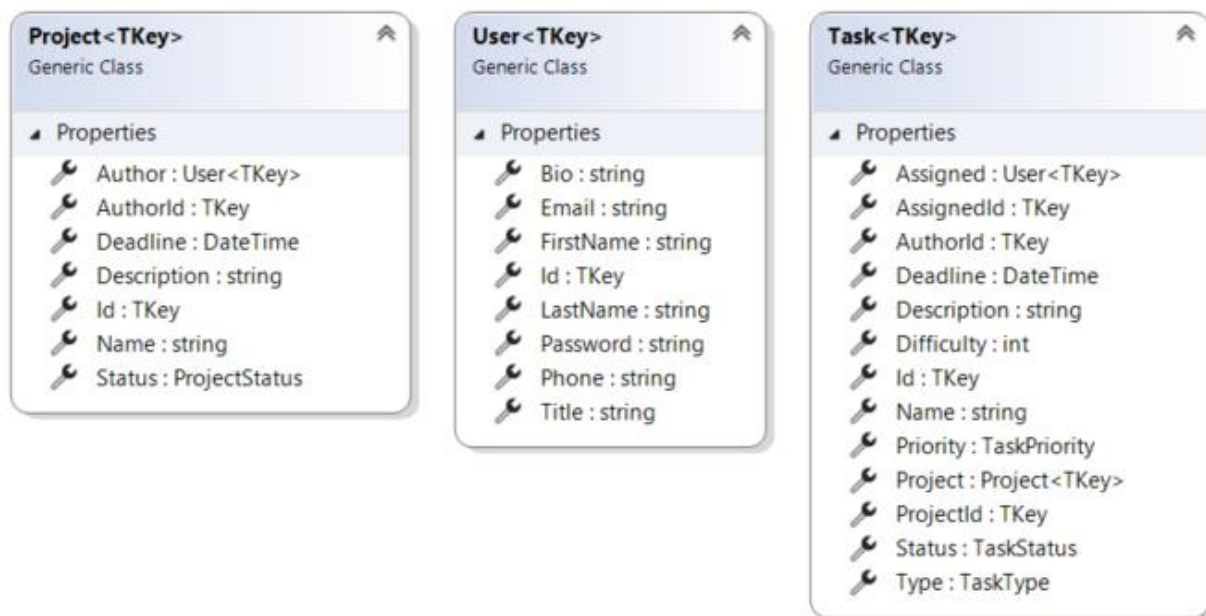 Project<TKey>
Generic Class
Properties
Author : User<TKey>
AuthorId : TKey
Deadline : DateTime
Description : string
Id : TKey
Name : string
Status : ProjectStatus
User<TKey>
Generic Class
Properties
Bio : string
Email : string
FirstName : string
Id : TKey
LastName : string
Password : string
Phone : string
Title : string
Task<TKey>
Generic Class
Properties
Assigned : User<TKey>
AssignedId : TKey
AuthorId : TKey
Deadline : DateTime
Description : string
Difficulty : int
Id : TKey
Name : string
Priority : TaskPriority
Project : Project<TKey>
ProjectId : TKey
Status : TaskStatus
Type : TaskType